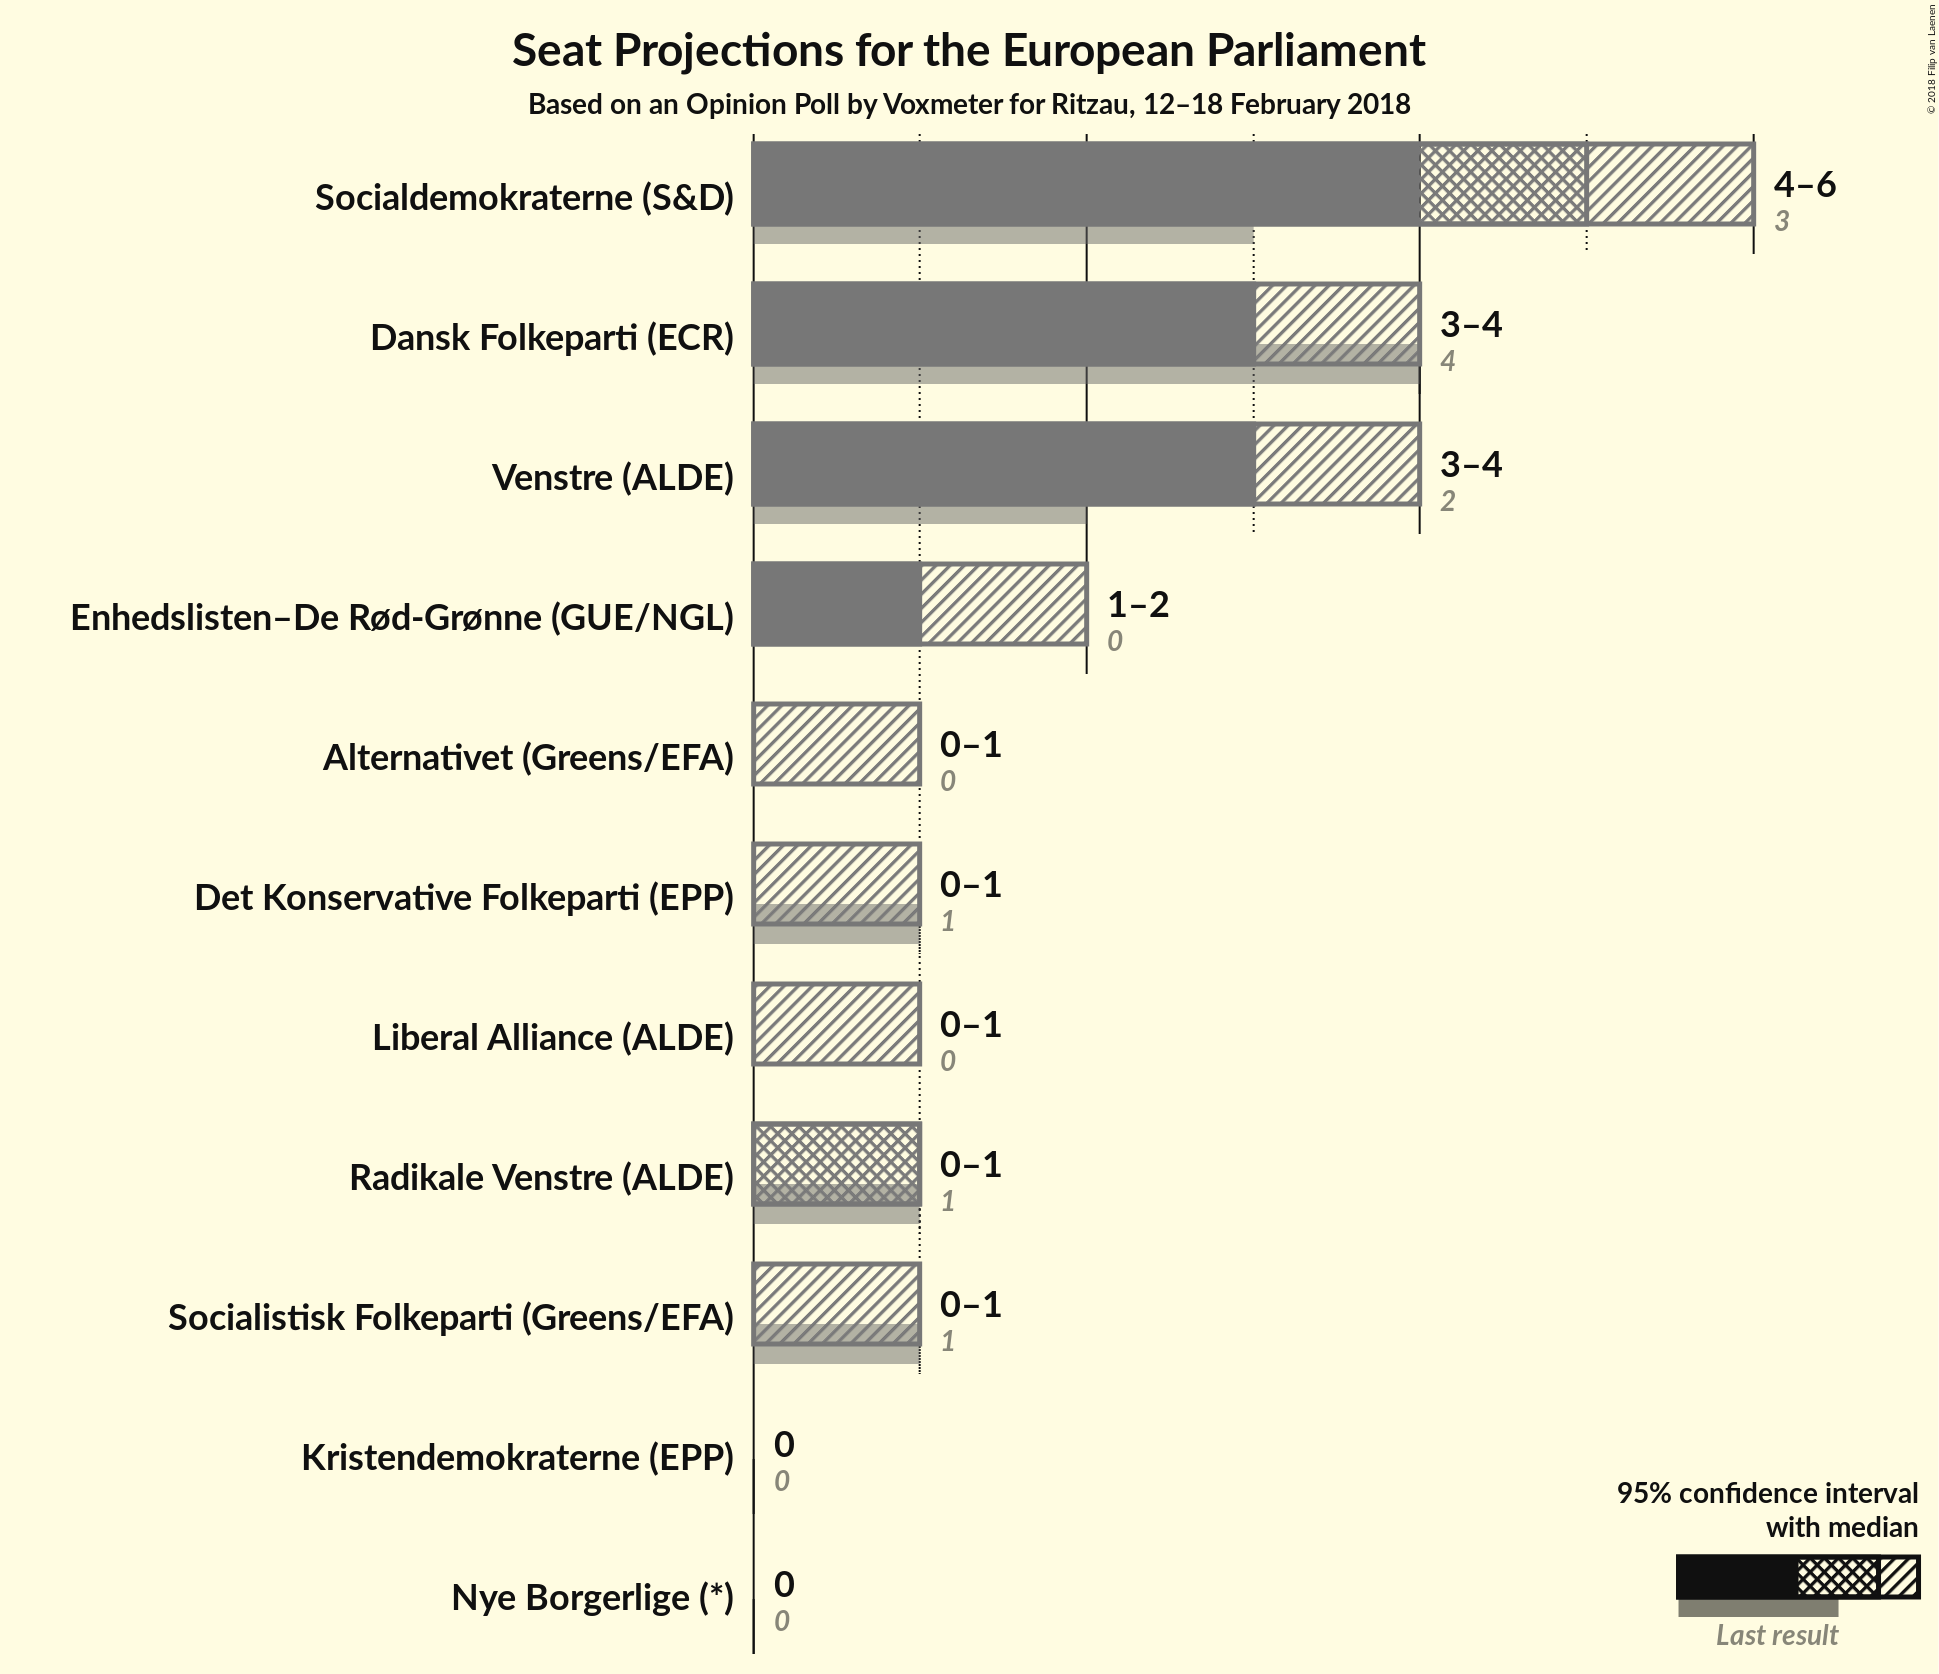 Seat Projections for the European Parliament
Based on an Opinion Poll by Voxmeter for Ritzau, 12–18 February 2018
© 2018 Filip van Laenen
Socialdemokraterne (S&D)
4–6
3
Dansk Folkeparti (ECR)
3–4
4
Venstre (ALDE)
3–4
2
Enhedslisten–De Rød-Grønne (GUE/NGL)
1–2
0
Alternativet (Greens/EFA)
0–1
0
Det Konservative Folkeparti (EPP)
0–1
1
Liberal Alliance (ALDE)
0–1
0
Radikale Venstre (ALDE)
0–1
1
Socialistisk Folkeparti (Greens/EFA)
0–1
1
Kristendemokraterne (EPP)
0
0
Nye Borgerlige (*)
0
0
95% confidence interval
with median
Last result